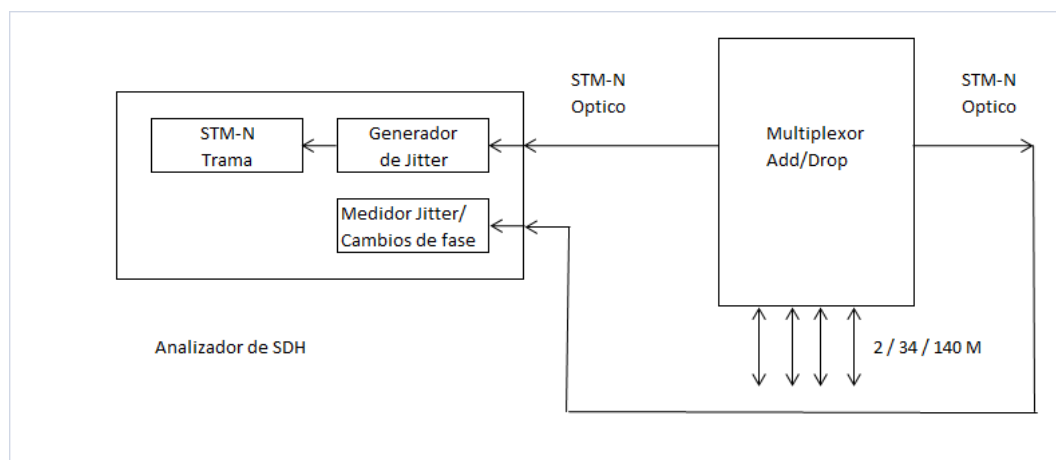 STM-N
Optico
STM-N
Optico
STM-N
Trama
Generador
de Jitter
Multiplexor
Add/Drop
Medidor Jitter/
Cambios de fase
Analizador de SDH
2 / 34 / 140 M